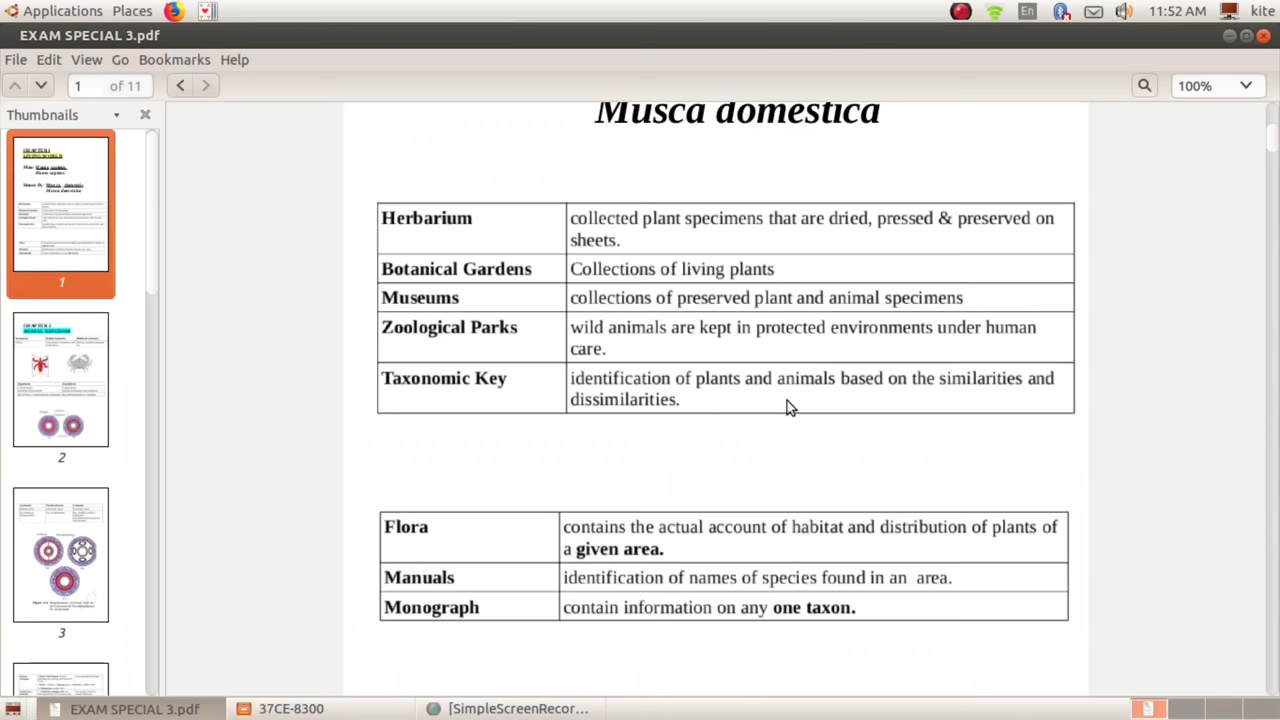 Applications Places En 11:52 AM kite
EXAM SPECIAL 3.pdf
File Edit View Go Bookmarks Help
1 of 11 100%
Thumbnails
1
2
3
Musca domestica
Herbarium collected plant specimens that are dried, pressed & preserved on
sheets.
Botanical Gardens Collections of living plants
Museums collections of preserved plant and animal specimens
Zoological Parks wild animals are kept in protected environments under human
care.
Taxonomic Key identification of plants and animals based on the similarities and
dissimilarities.
Flora contains the actual account of habitat and distribution of plants of
a given area.
Manuals identification of names of species found in an area.
Monograph contain information on any one taxon.
EXAM SPECIAL 3.pdf 37CE-8300 [SimpleScreenRecor...